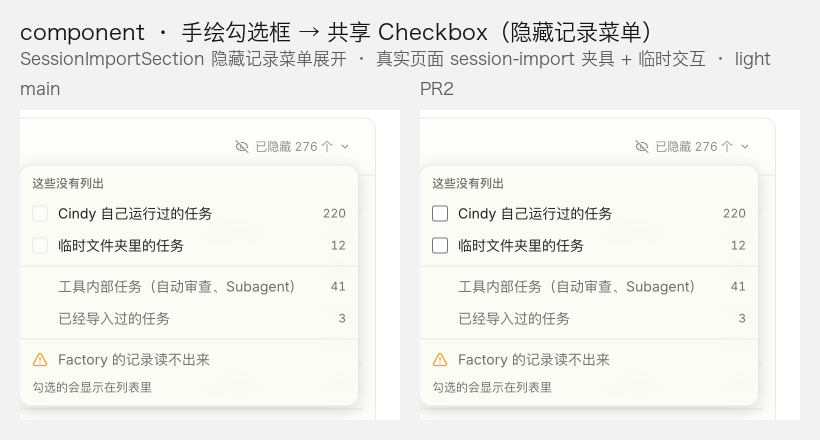 component · 手绘勾选框 → 共享 Checkbox（隐藏记录菜单）
SessionImportSection 隐藏记录菜单展开 · 真实页面 session-import 夹具 + 临时交互 · light
main
PR2
已隐藏 276 个
这些没有列出
Cindy 自己运行过的任务 220
临时文件夹里的任务 12
工具内部任务（自动审查、Subagent） 41
已经导入过的任务 3
Factory 的记录读不出来
勾选的会显示在列表里
已隐藏 276 个
这些没有列出
Cindy 自己运行过的任务 220
临时文件夹里的任务 12
工具内部任务（自动审查、Subagent） 41
已经导入过的任务 3
Factory 的记录读不出来
勾选的会显示在列表里